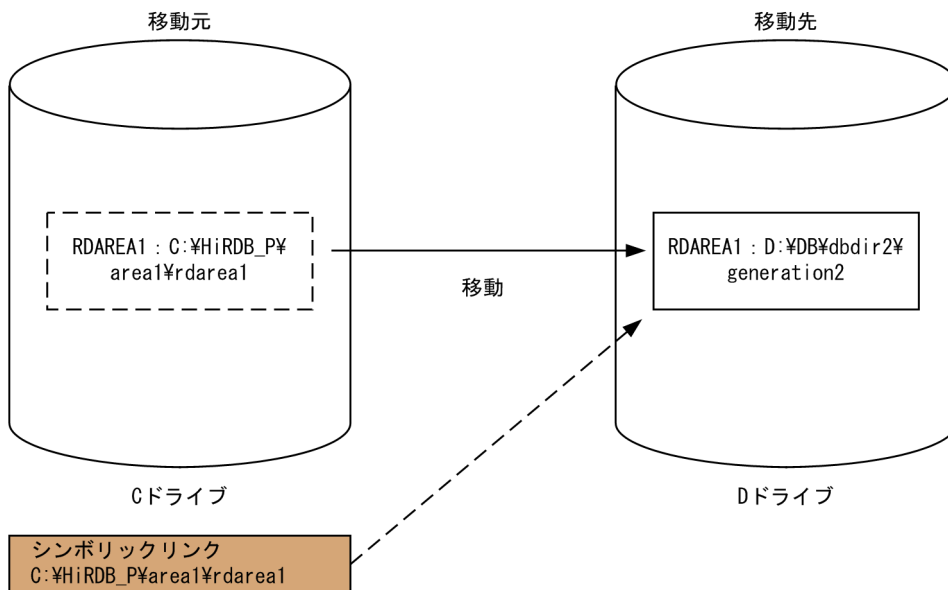 移動元
移動先
RDAREA1：C:¥HiRDB_P¥
area1¥rdarea1
移動
RDAREA1：D:¥DB¥dbdir2¥
generation2
Cドライブ
Dドライブ
シンボリックリンク
C:¥HiRDB_P¥area1¥rdarea1